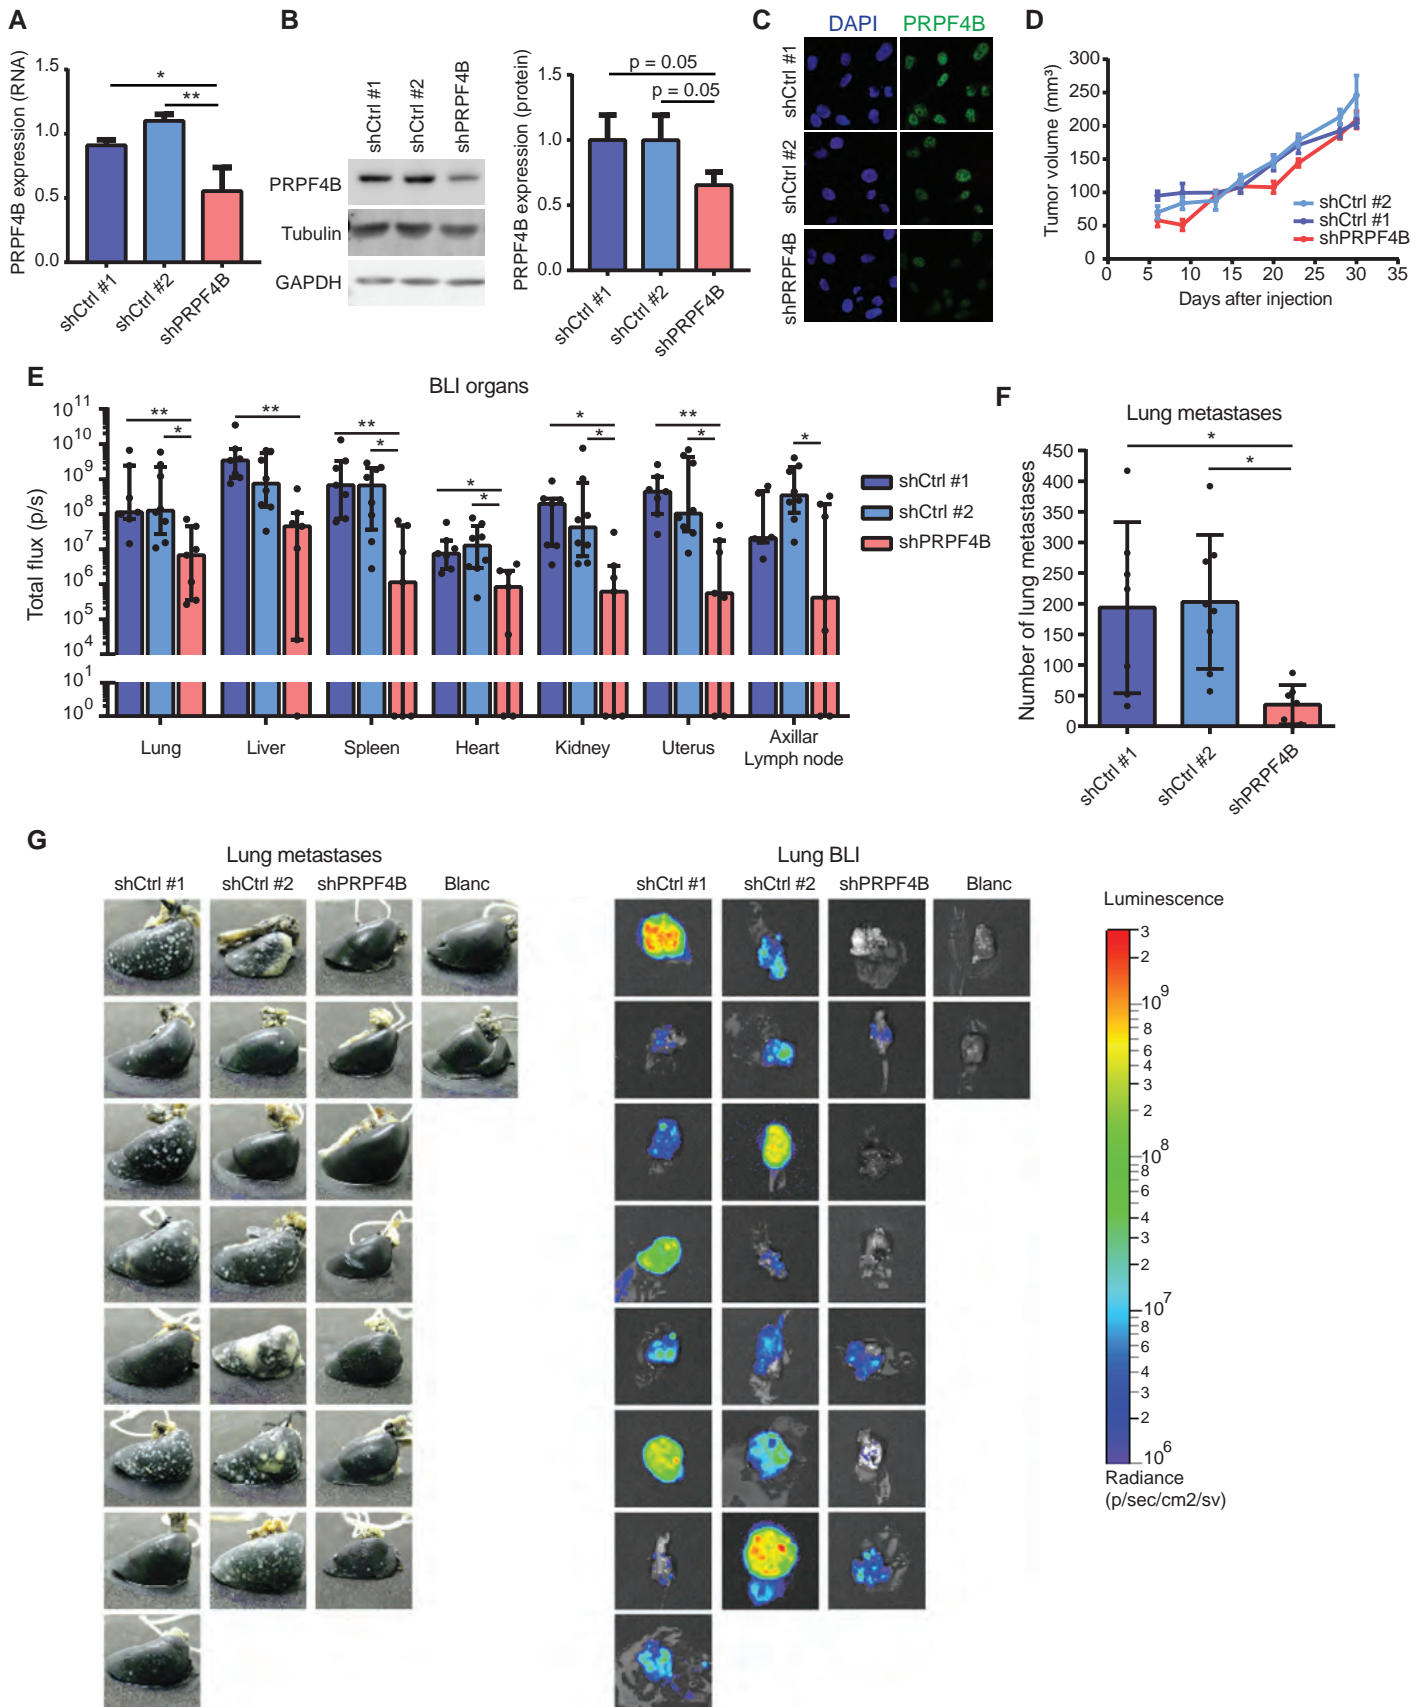 A
PRPF4B expression (RNA)
1.5
1.0
0.5
0.0
*
**
shCtrl #1
shCtrl #2
shPRPF4B
B
shCtrl #1
shCtrl #2
shPRPF4B
PRPF4B
Tubulin
GAPDH
PRPF4B expression (protein)
1.5
1.0
0.5
0.0
p = 0.05
p = 0.05
shCtrl #1
shCtrl #2
shPRPF4B
C
DAPI
PRPF4B
shCtrl #1
shCtrl #2
shPRPF4B
D
Tumor volume (mm³)
300
250
200
150
100
50
0
0 5 10 15 20 25 30 35
Days after injection
shCtrl #2
shCtrl #1
shPRPF4B
E
BLI organs
Total flux (p/s)
10¹¹
10¹⁰
10⁹
10⁸
10⁷
10⁶
10⁵
10⁴
10¹
10⁰
**
*
**
**
*
*
*
*
*
**
*
*
Lung
Liver
Spleen
Heart
Kidney
Uterus
Axillar
Lymph node
shCtrl #1
shCtrl #2
shPRPF4B
F
Lung metastases
Number of lung metastases
450
400
350
300
250
200
150
100
50
0
*
*
shCtrl #1
shCtrl #2
shPRPF4B
G
Lung metastases
shCtrl #1 shCtrl #2 shPRPF4B Blanc
Lung BLI
shCtrl #1 shCtrl #2 shPRPF4B Blanc
Luminescence
3
2
10⁹
8
6
4
3
2
10⁸
8
6
4
3
2
10⁷
8
6
4
3
2
10⁶
Radiance
(p/sec/cm2/sv)